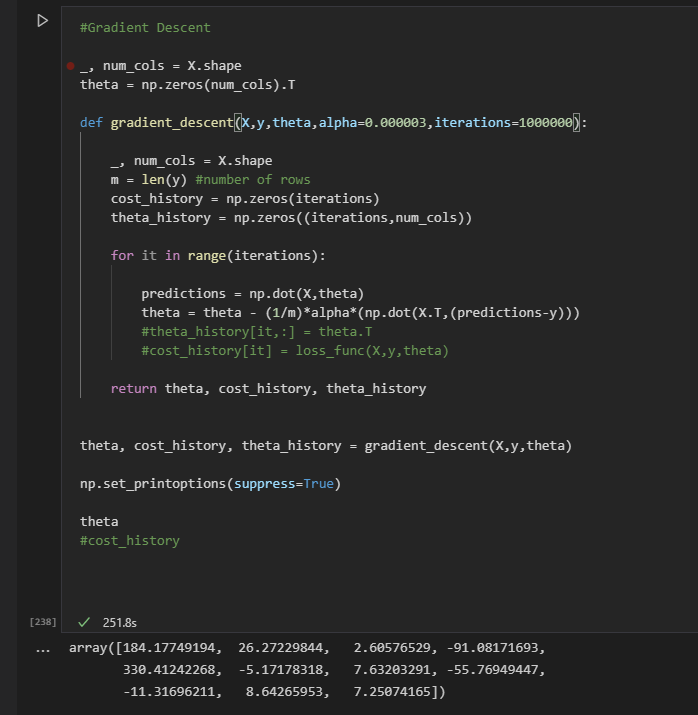 #Gradient Descent
_, num_cols = X.shape
theta = np.zeros(num_cols).T
def gradient_descent(X,y,theta,alpha=0.000003,iterations=1000000):
_, num_cols = X.shape
m = len(y) #number of rows
cost_history = np.zeros(iterations)
theta_history = np.zeros((iterations,num_cols))
for it in range(iterations):
predictions = np.dot(X,theta)
theta = theta - (1/m)*alpha*(np.dot(X.T,(predictions-y)))
#theta_history[it,:] = theta.T
#cost_history[it] = loss_func(X,y,theta)
return theta, cost_history, theta_history
theta, cost_history, theta_history = gradient_descent(X,y,theta)
np.set_printoptions(suppress=True)
theta
#cost_history
[238] ✓ 251.8s
... array([184.17749194, 26.27229844, 2.60576529, -91.08171693,
330.41242268, -5.17178318, 7.63203291, -55.76949447,
-11.31696211, 8.64265953, 7.25074165])